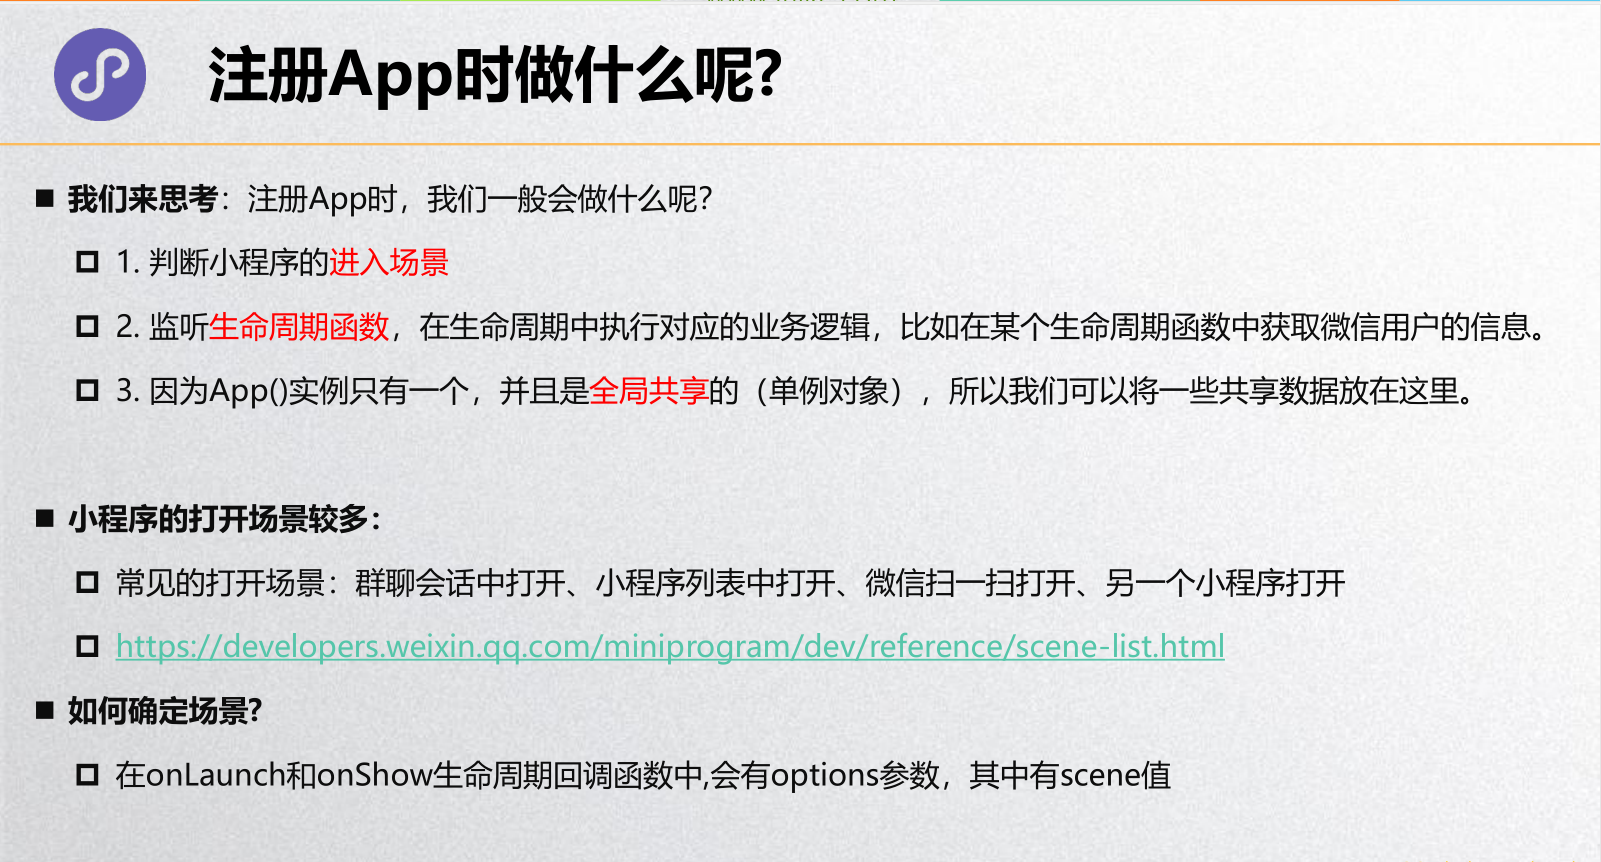 注册App时做什么呢?
我们来思考：注册App时，我们一般会做什么呢？
1. 判断小程序的进入场景
2. 监听生命周期函数，在生命周期中执行对应的业务逻辑，比如在某个生命周期函数中获取微信用户的信息。
3. 因为App()实例只有一个，并且是全局共享的（单例对象），所以我们可以将一些共享数据放在这里。
小程序的打开场景较多：
常见的打开场景：群聊会话中打开、小程序列表中打开、微信扫一扫打开、另一个小程序打开
https://developers.weixin.qq.com/miniprogram/dev/reference/scene-list.html
如何确定场景?
在onLaunch和onShow生命周期回调函数中,会有options参数，其中有scene值